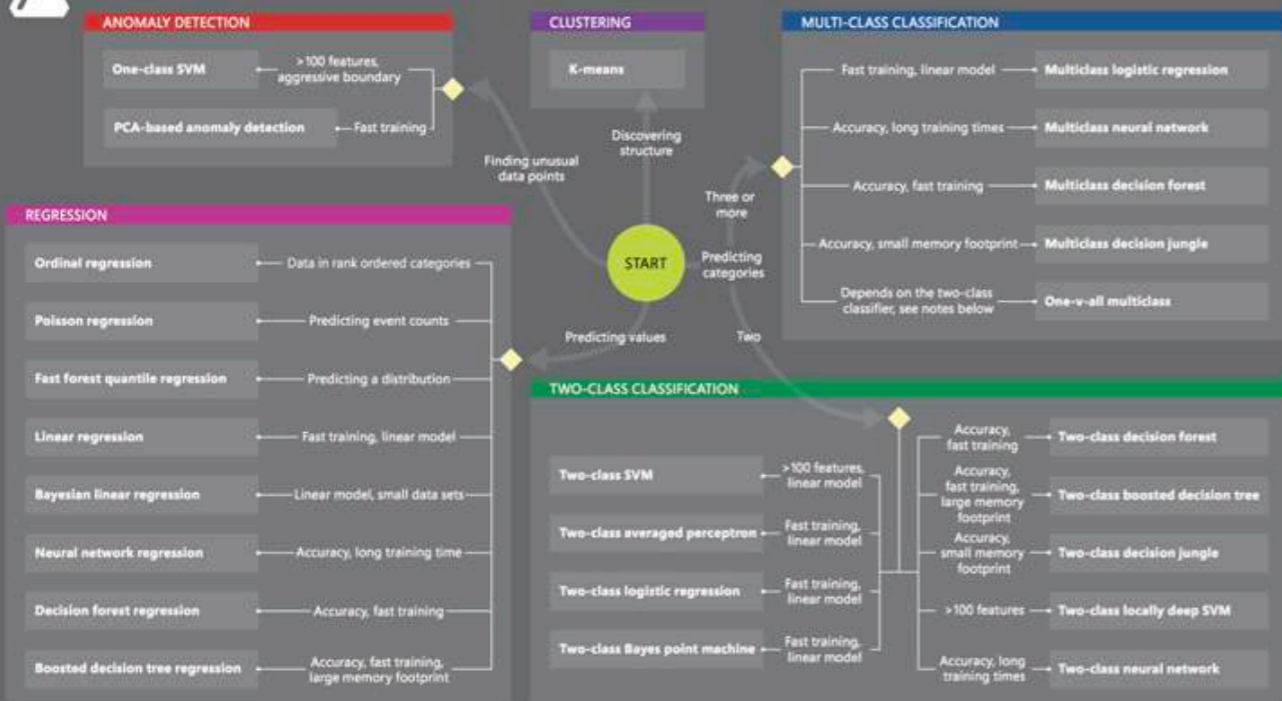 ANOMALY DETECTION
One-class SVM
>100 features,
aggressive boundary
PCA-based anomaly detection
Fast training
CLUSTERING
K-means
MULTI-CLASS CLASSIFICATION
Fast training, linear model
Multiclass logistic regression
Accuracy, long training times
Multiclass neural network
Accuracy, fast training
Multiclass decision forest
Accuracy, small memory footprint
Multiclass decision jungle
Depends on the two-class
classifier, see notes below
One-v-all multiclass
Finding unusual
data points
Discovering
structure
Three or
more
START
Predicting
categories
Predicting values
Two
REGRESSION
Ordinal regression
Data in rank ordered categories
Poisson regression
Predicting event counts
Fast forest quantile regression
Predicting a distribution
Linear regression
Fast training, linear model
Bayesian linear regression
Linear model, small data sets
Neural network regression
Accuracy, long training time
Decision forest regression
Accuracy, fast training
Boosted decision tree regression
Accuracy, fast training,
large memory footprint
TWO-CLASS CLASSIFICATION
Two-class SVM
>100 features,
linear model
Two-class averaged perceptron
Fast training,
linear model
Two-class logistic regression
Fast training,
linear model
Two-class Bayes point machine
Fast training,
linear model
Accuracy,
fast training
Two-class decision forest
Accuracy,
fast training,
large memory
footprint
Two-class boosted decision tree
Accuracy,
small memory
footprint
Two-class decision jungle
>100 features
Two-class locally deep SVM
Accuracy, long
training times
Two-class neural network